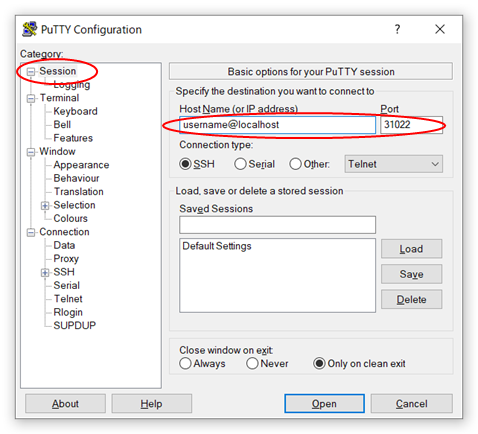 PuTTY Configuration
?
Category:
Session
Logging
Terminal
Keyboard
Bell
Features
Window
Appearance
Behaviour
Translation
Selection
Colours
Connection
Data
Proxy
SSH
Serial
Telnet
Rlogin
SUPDUP
Basic options for your PuTTY session
Specify the destination you want to connect to
Host Name (or IP address) Port
username@localhost 31022
Connection type:
SSH Serial Other: Telnet
Load, save or delete a stored session
Saved Sessions
Default Settings
Load
Save
Delete
Close window on exit:
Always Never Only on clean exit
About Help Open Cancel